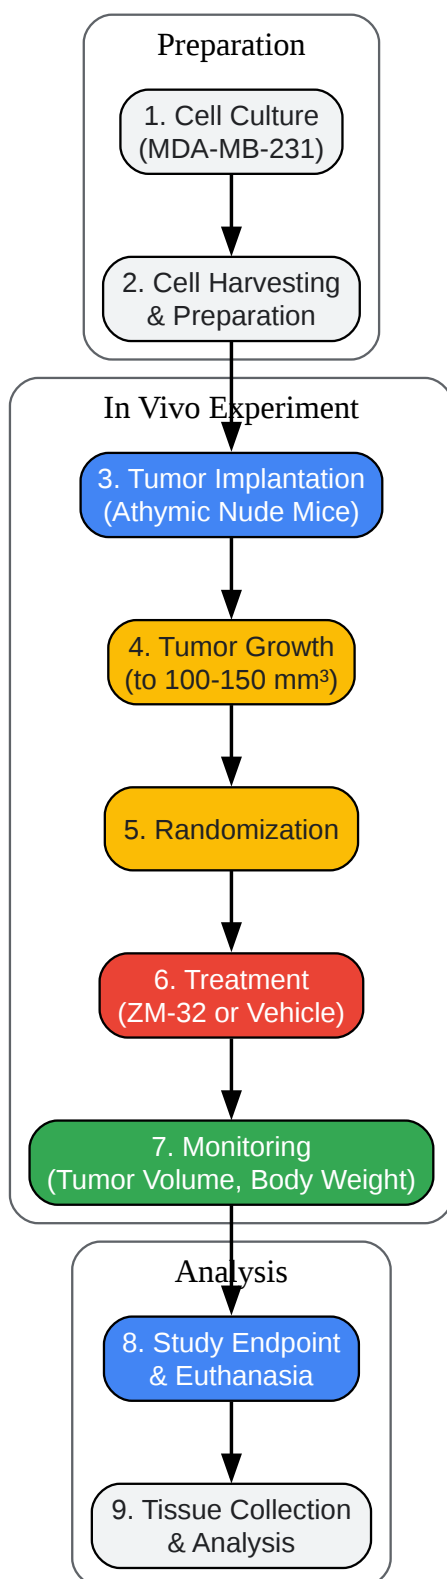 Preparation
1. Cell Culture
(MDA-MB-231)
2. Cell Harvesting
& Preparation
In Vivo Experiment
3. Tumor Implantation
(Athymic Nude Mice)
4. Tumor Growth
(to 100-150 mm³)
5. Randomization
6. Treatment
(ZM-32 or Vehicle)
7. Monitoring
(Tumor Volume, Body Weight)
Analysis
8. Study Endpoint
& Euthanasia
9. Tissue Collection
& Analysis